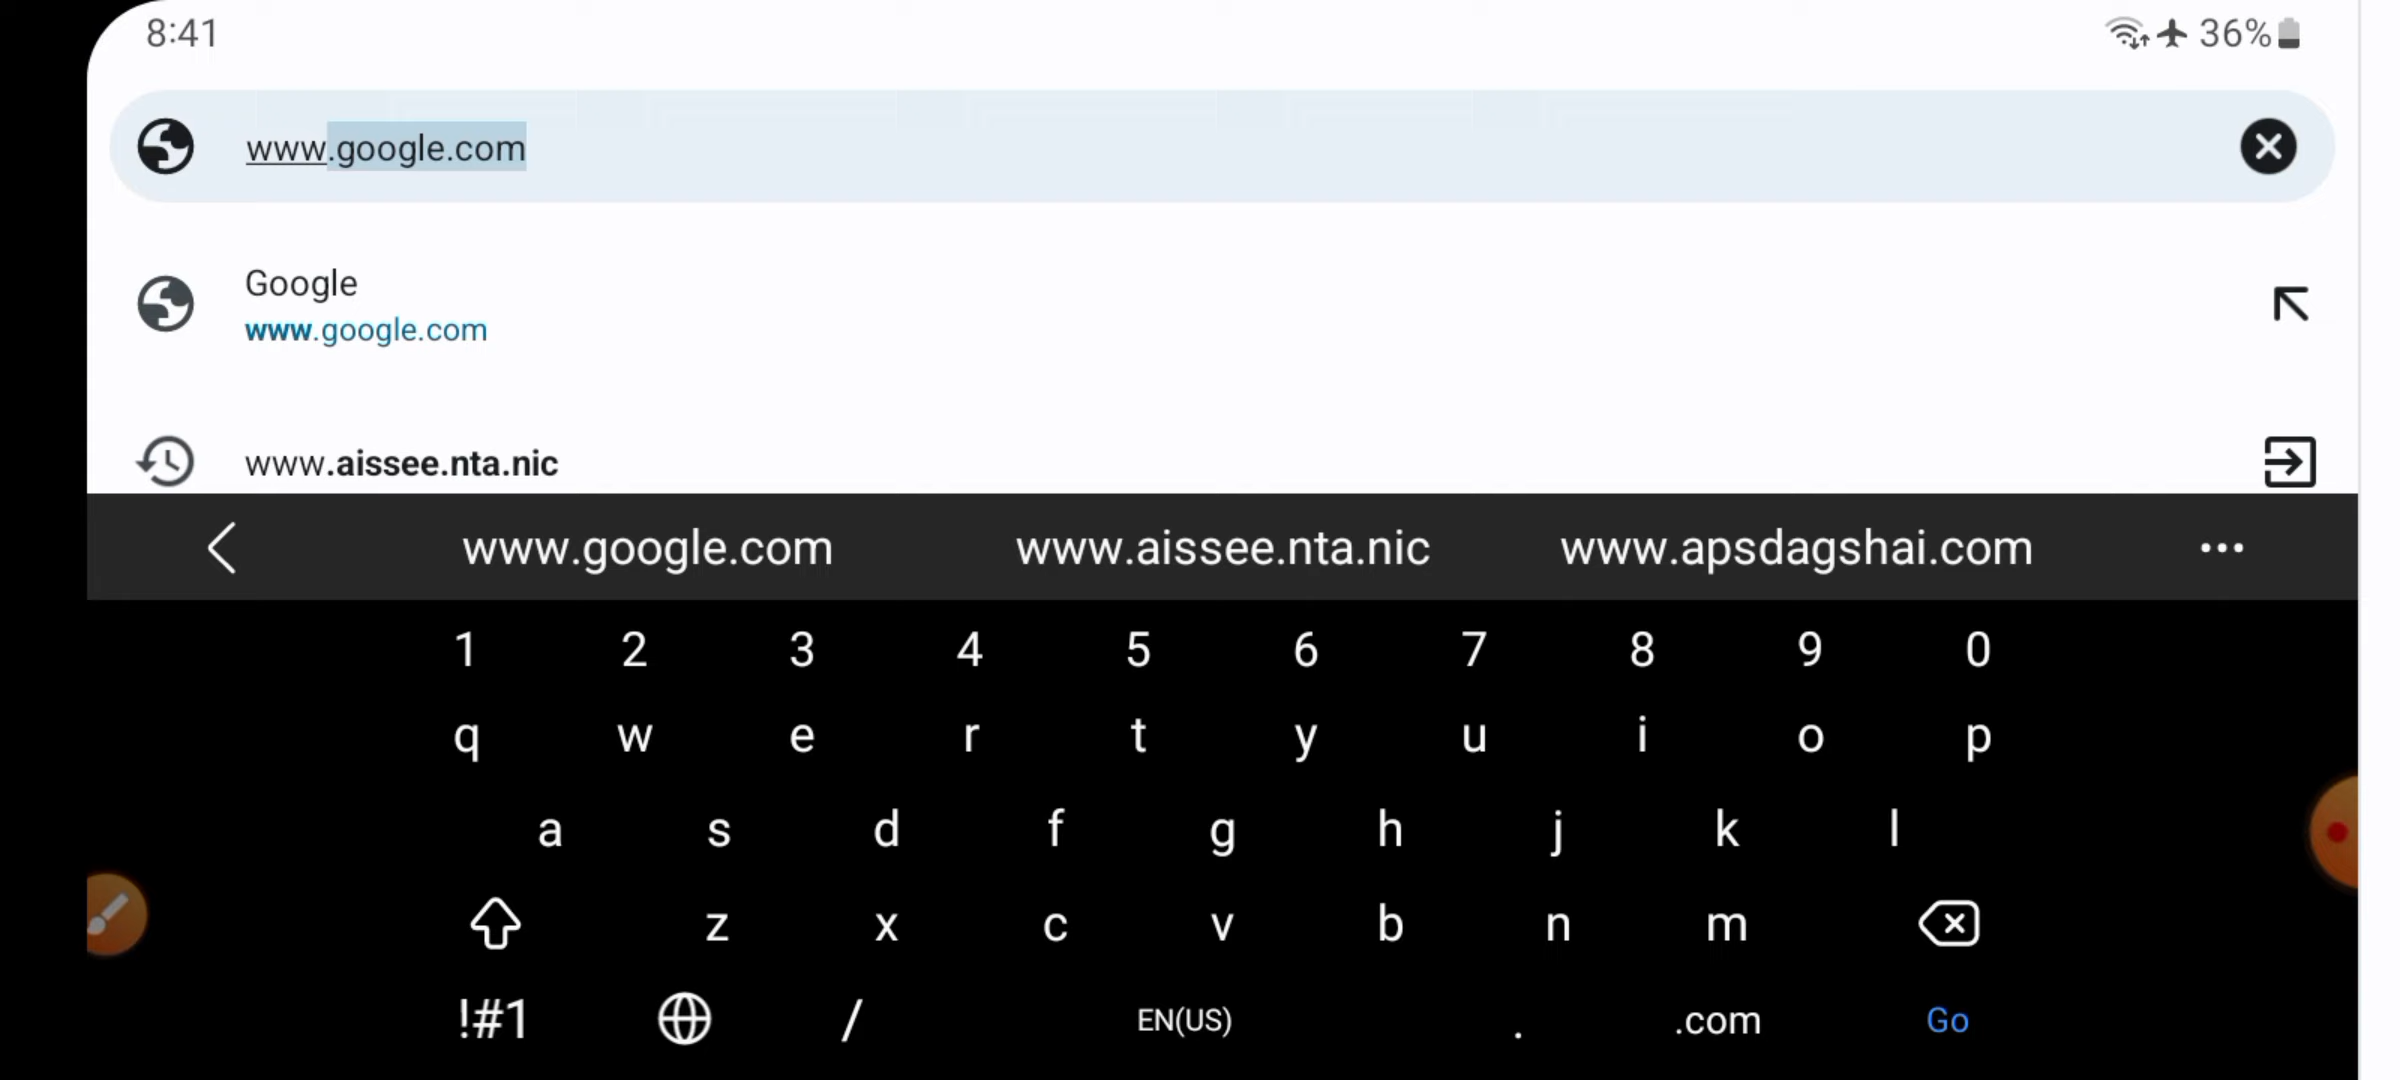 8:41
36%
www.google.com
Google
www.google.com
www.aissee.nta.nic
www.google.com www.aissee.nta.nic www.apsdagshai.com ...
1 2 3 4 5 6 7 8 9 0
q w e r t y u i o p
a s d f g h j k l
z x c v b n m
!#1 / EN(US) . .com Go